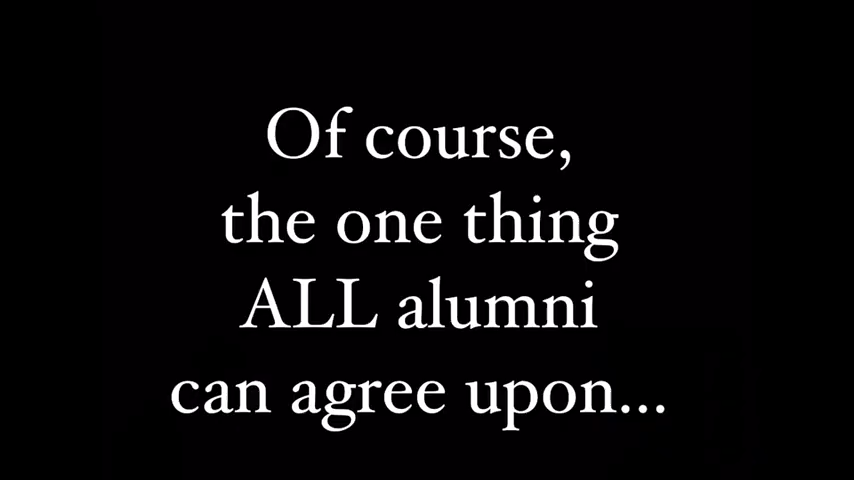 Of course,
the one thing
ALL alumni
can agree upon...